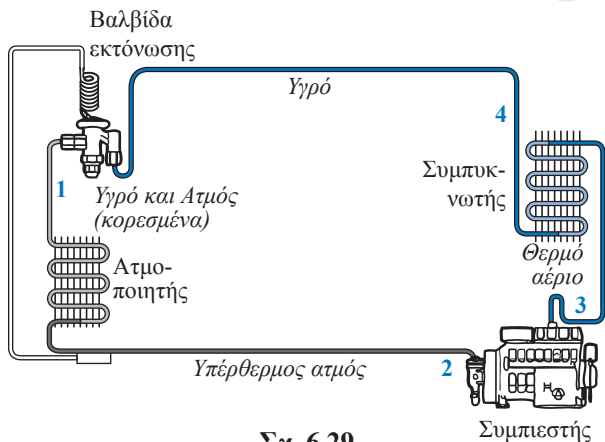 Βαλβίδα
εκτόνωσης
Υγρό
4
Συμπυκ-
νωτής
1
Υγρό και Ατμός
(κορεσμένα)
Ατμο-
ποιητής
Θερμό
αέριο
3
Υπέρθερμος ατμός
2
Συμπιεστής
Σχ. 6.29